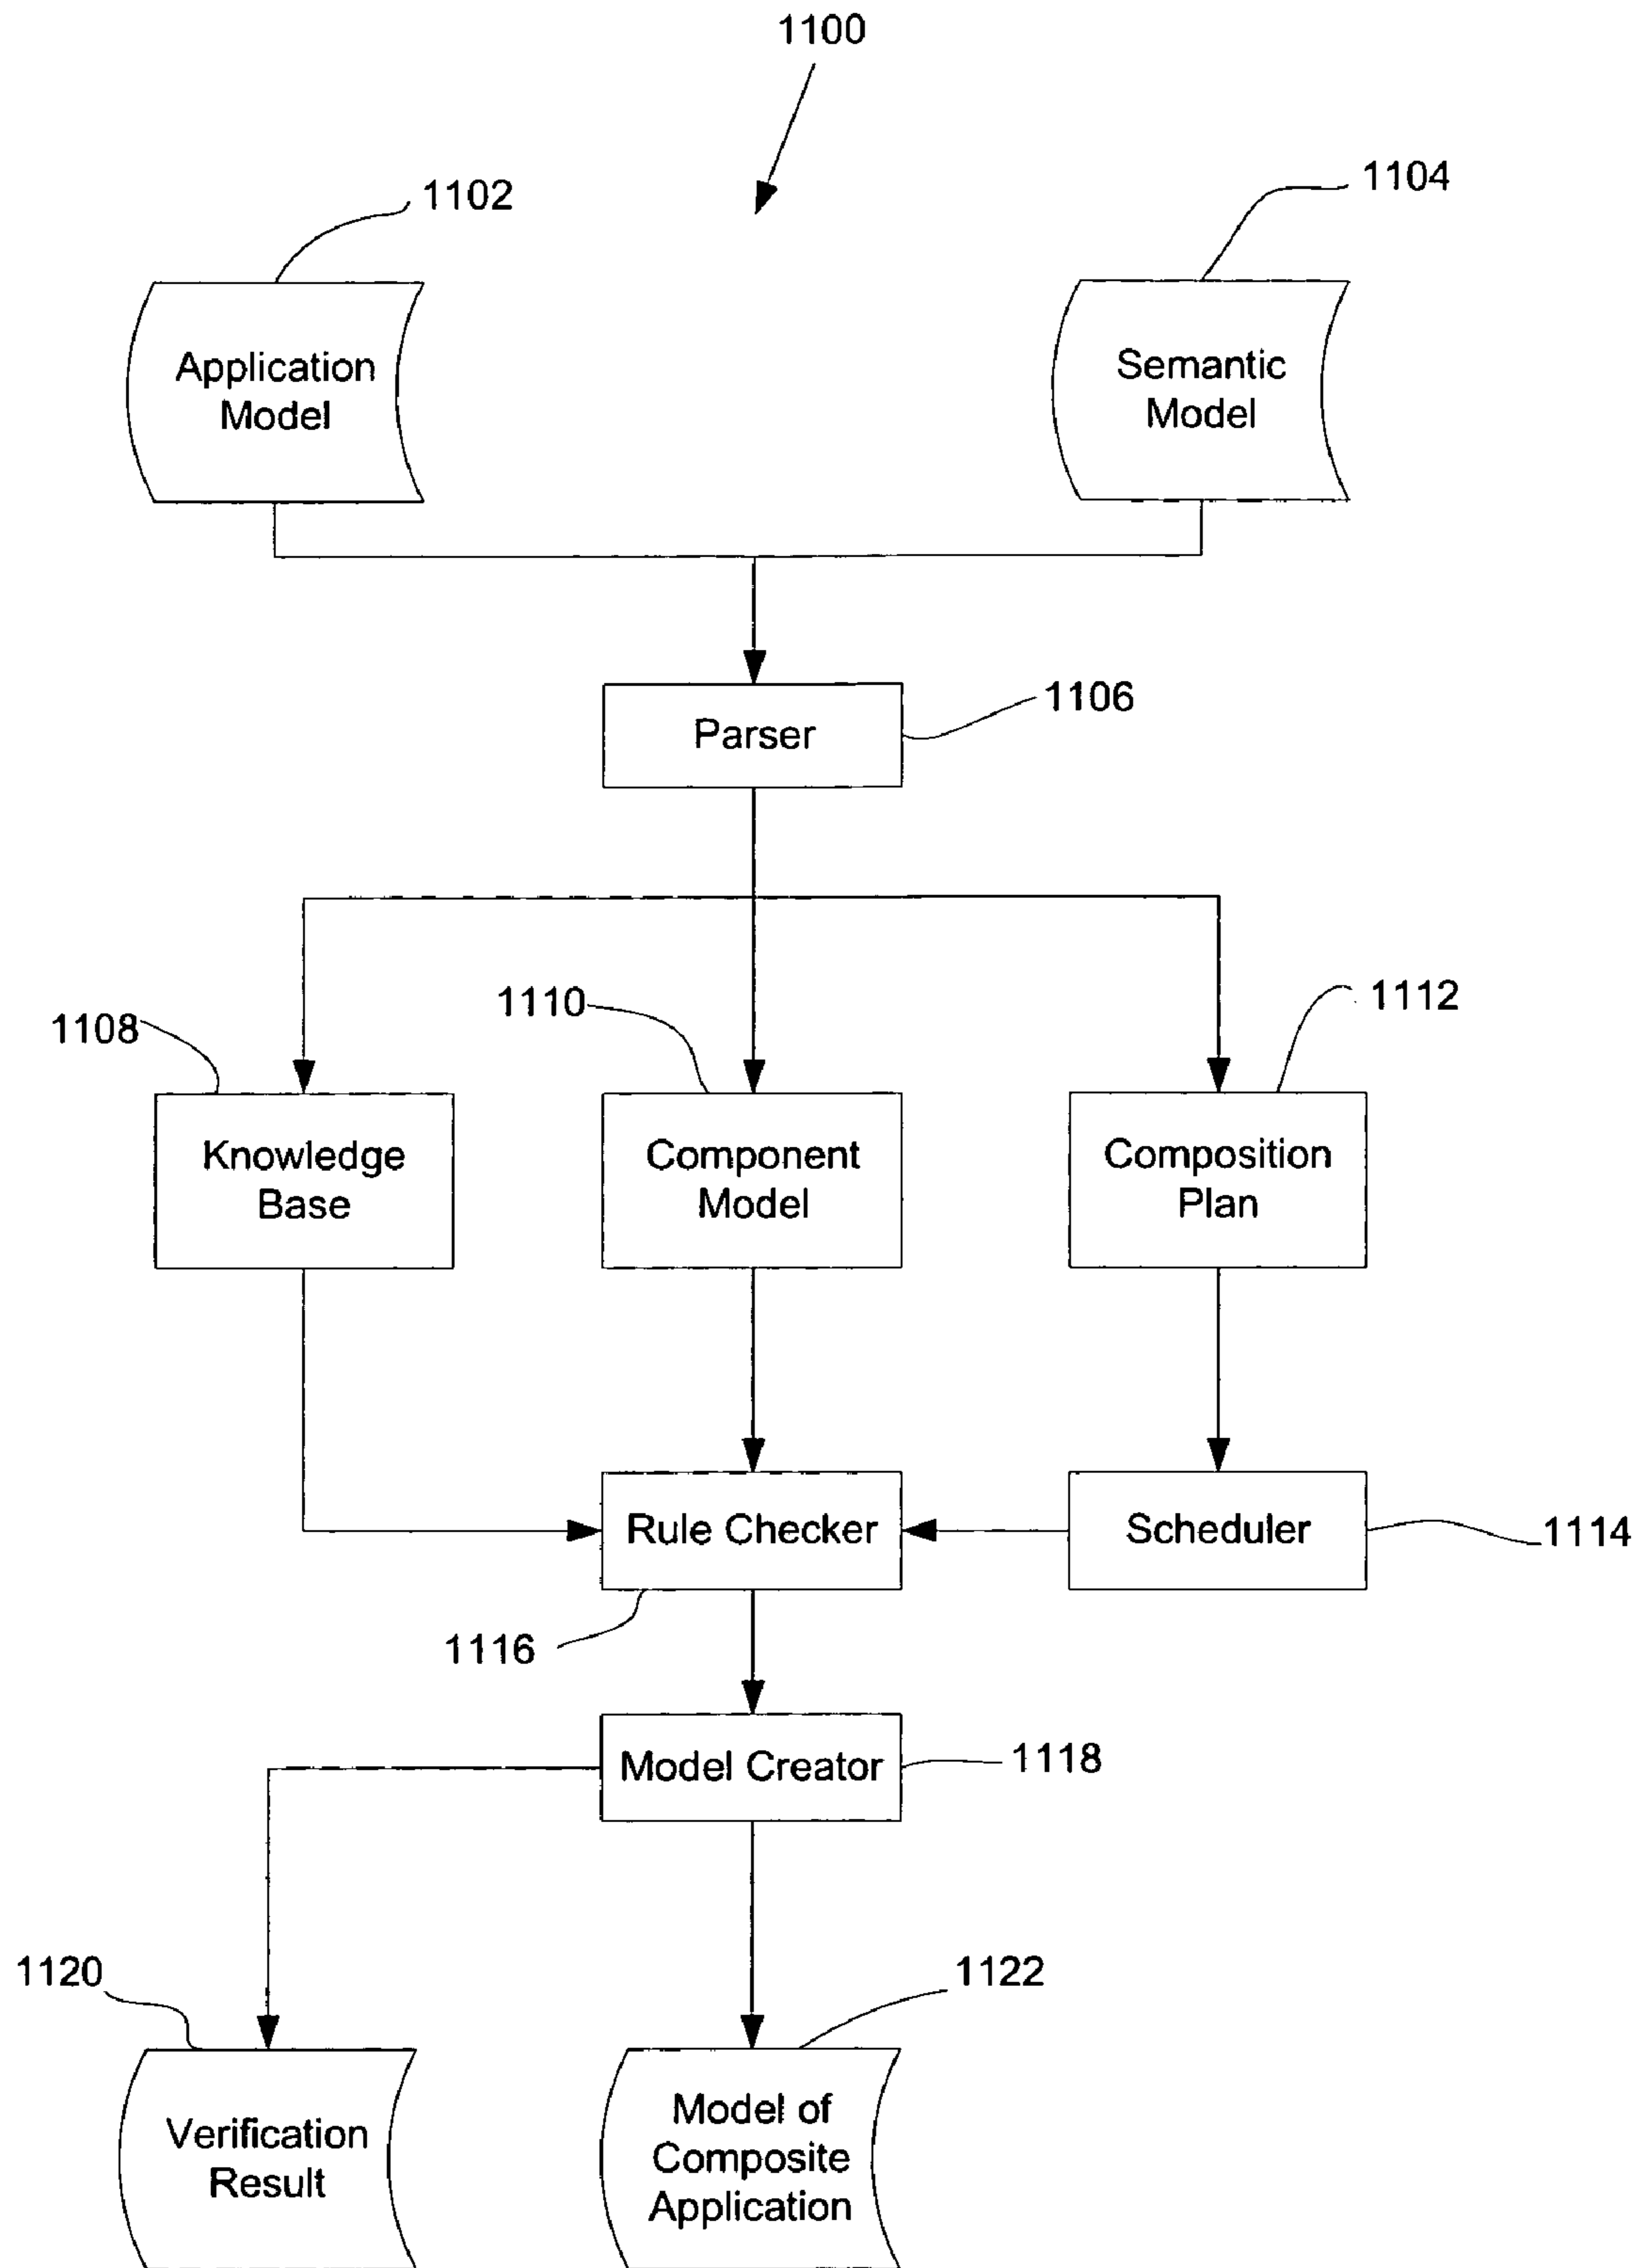 1100
1102
1104
Application
Model
Semantic
Model
1106
Parser
1108
1110
1112
Knowledge
Base
Component
Model
Composition
Plan
Rule Checker
Scheduler
1114
1116
Model Creator
1118
1120
1122
Verification
Result
Model of
Composite
Application